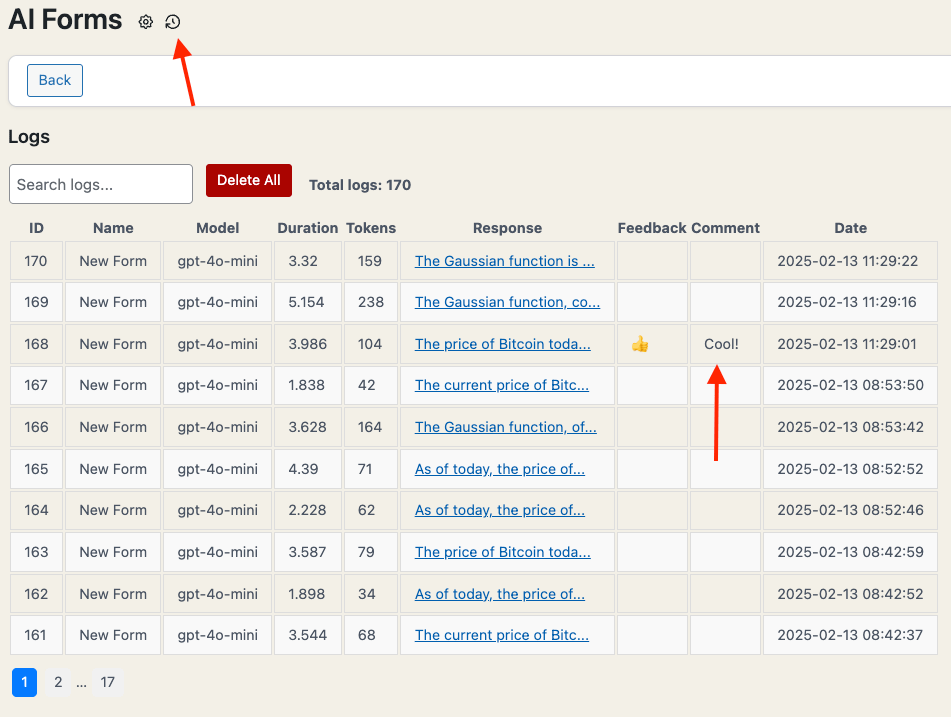 AI Forms
Back
Logs
Search logs...
Delete All
Total logs: 170
ID Name Model Duration Tokens Response Feedback Comment Date
170 New Form gpt-4o-mini 3.32 159 The Gaussian function is ... 2025-02-13 11:29:22
169 New Form gpt-4o-mini 5.154 238 The Gaussian function, co... 2025-02-13 11:29:16
168 New Form gpt-4o-mini 3.986 104 The price of Bitcoin toda... 👍 Cool! 2025-02-13 11:29:01
167 New Form gpt-4o-mini 1.838 42 The current price of Bitc... 2025-02-13 08:53:50
166 New Form gpt-4o-mini 3.628 164 The Gaussian function, of... 2025-02-13 08:53:42
165 New Form gpt-4o-mini 4.39 71 As of today, the price of... 2025-02-13 08:52:52
164 New Form gpt-4o-mini 2.228 62 As of today, the price of... 2025-02-13 08:52:46
163 New Form gpt-4o-mini 3.587 79 The price of Bitcoin toda... 2025-02-13 08:42:59
162 New Form gpt-4o-mini 1.898 34 As of today, the price of... 2025-02-13 08:42:52
161 New Form gpt-4o-mini 3.544 68 The current price of Bitc... 2025-02-13 08:42:37
1 2 ... 17